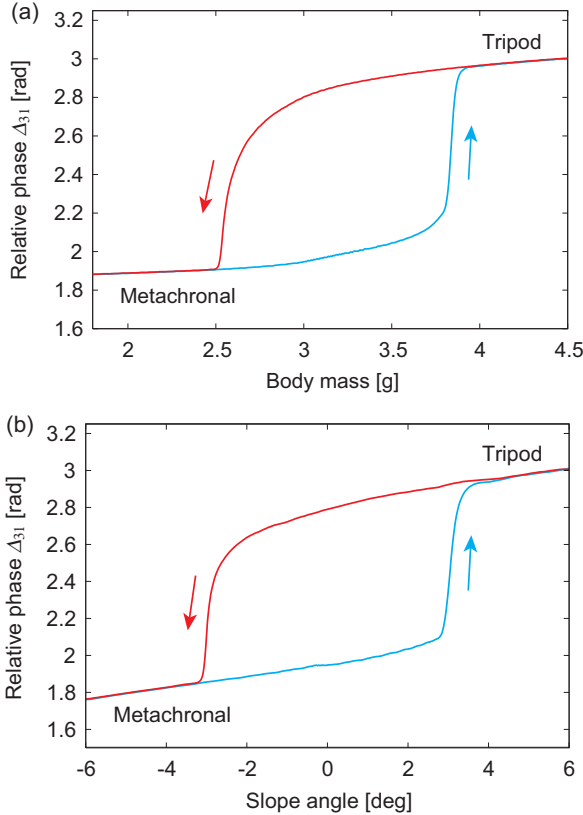 (a)
3.2
3
2.8
2.6
2.4
2.2
2
1.8
1.6
Relative phase Δ31 [rad]
Tripod
Metachronal
2 2.5 3 3.5 4 4.5
Body mass [g]
(b)
3.2
3
2.8
2.6
2.4
2.2
2
1.8
1.6
Relative phase Δ31 [rad]
Tripod
Metachronal
-6 -4 -2 0 2 4 6
Slope angle [deg]